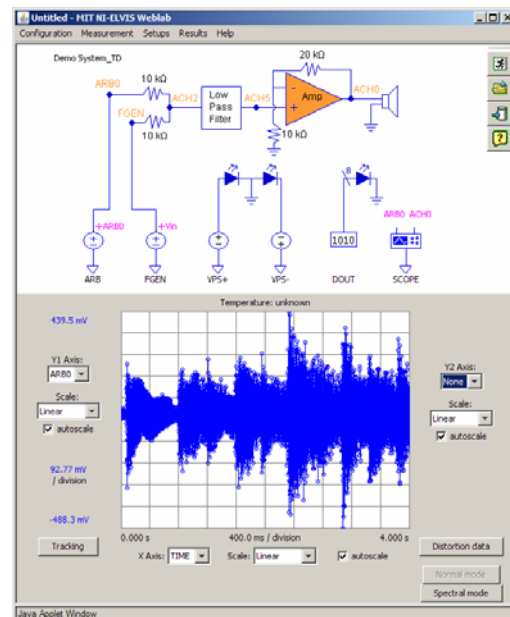 Untitled - MIT NI-ELVIS Weblab
Configuration Measurement Setups Results Help
Demo System_TD
20 kΩ
ARB0
10 kΩ
ACH2
Low Pass Filter
ACH5
-
+
Amp
ACH0
FGEN
10 kΩ
10 kΩ
8
+ARB0
+Vin
1010
ARB0 ACH0
ARB
FGEN
VPS+
VPS-
DOUT
SCOPE
Temperature: unknown
439.5 mV
Y1 Axis:
ARB0
Scale:
Linear
autoscale
92.77 mV
/ division
-488.3 mV
Y2 Axis:
None
Scale:
Linear
autoscale
0.000 s
400.0 ms / division
4.000 s
Tracking
X Axis: TIME
Scale: Linear
autoscale
Distortion data
Normal mode
Spectral mode
Java Applet Window